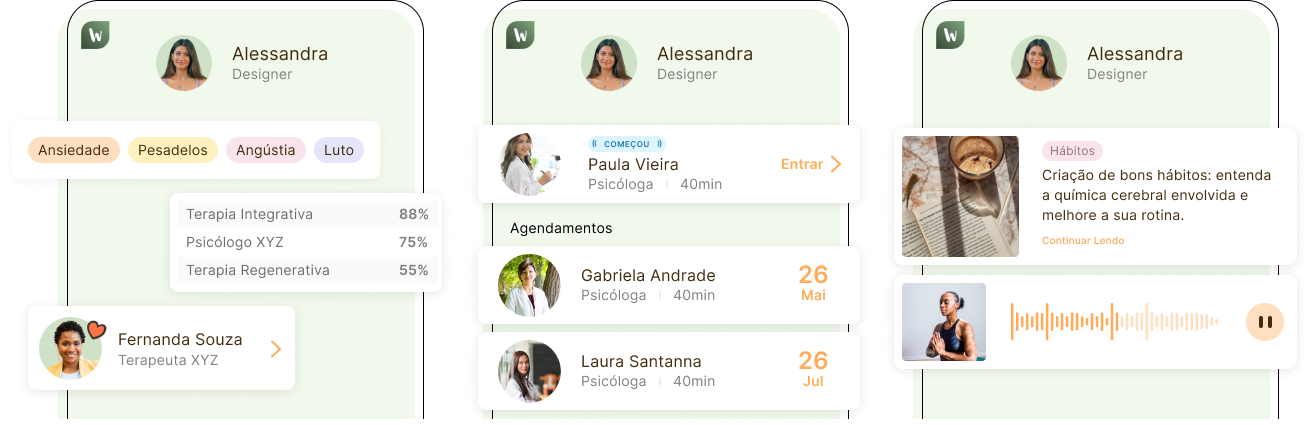 W
Alessandra
Designer
Ansiedade
Pesadelos
Angústia
Luto
Terapia Integrativa 88%
Psicólogo XYZ 75%
Terapia Regenerativa 55%
Fernanda Souza
Terapeuta XYZ
W
Alessandra
Designer
COMEÇOU
Paula Vieira
Psicóloga | 40min
Entrar
Agendamentos
Gabriela Andrade
Psicóloga | 40min
26
Mai
Laura Santanna
Psicóloga | 40min
26
Jul
W
Alessandra
Designer
Hábitos
Criação de bons hábitos: entenda
a química cerebral envolvida e
melhore a sua rotina.
Continuar Lendo